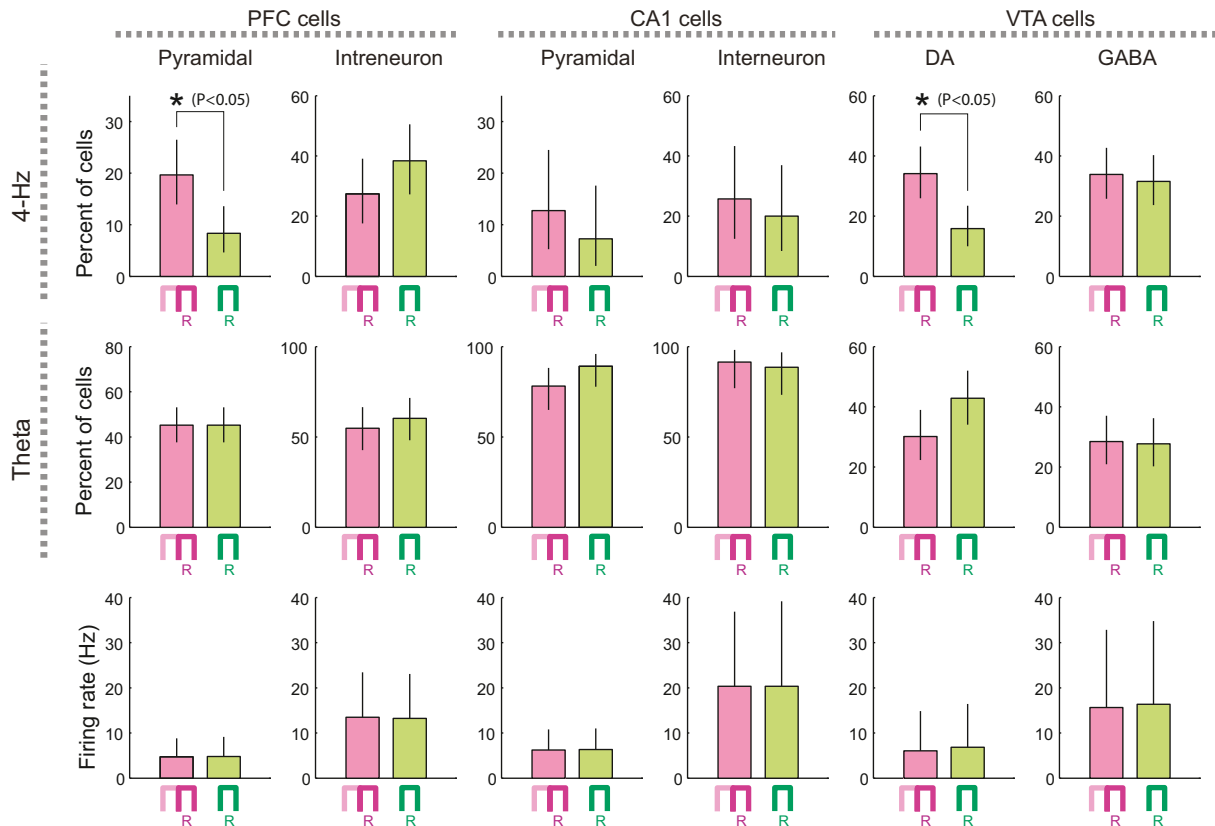 PFC cells CA1 cells VTA cells
Pyramidal Intreneuron Pyramidal Interneuron DA GABA
4-Hz
Percent of cells
* (P<0.05) * (P<0.05)
30 60 30 60 60 60
20 40 20 40 40 40
10 20 10 20 20 20
0 0 0 0 0 0
R R R R R R R R R R R R
Theta
Percent of cells
80 100 100 100 60 60
60 40 40
40 50 50 50 20 20
20
0 0 0 0 0 0
R R R R R R R R R R R R
Firing rate (Hz)
40 40 40 40 40 40
30 30 30 30 30 30
20 20 20 20 20 20
10 10 10 10 10 10
0 0 0 0 0 0
R R R R R R R R R R R R